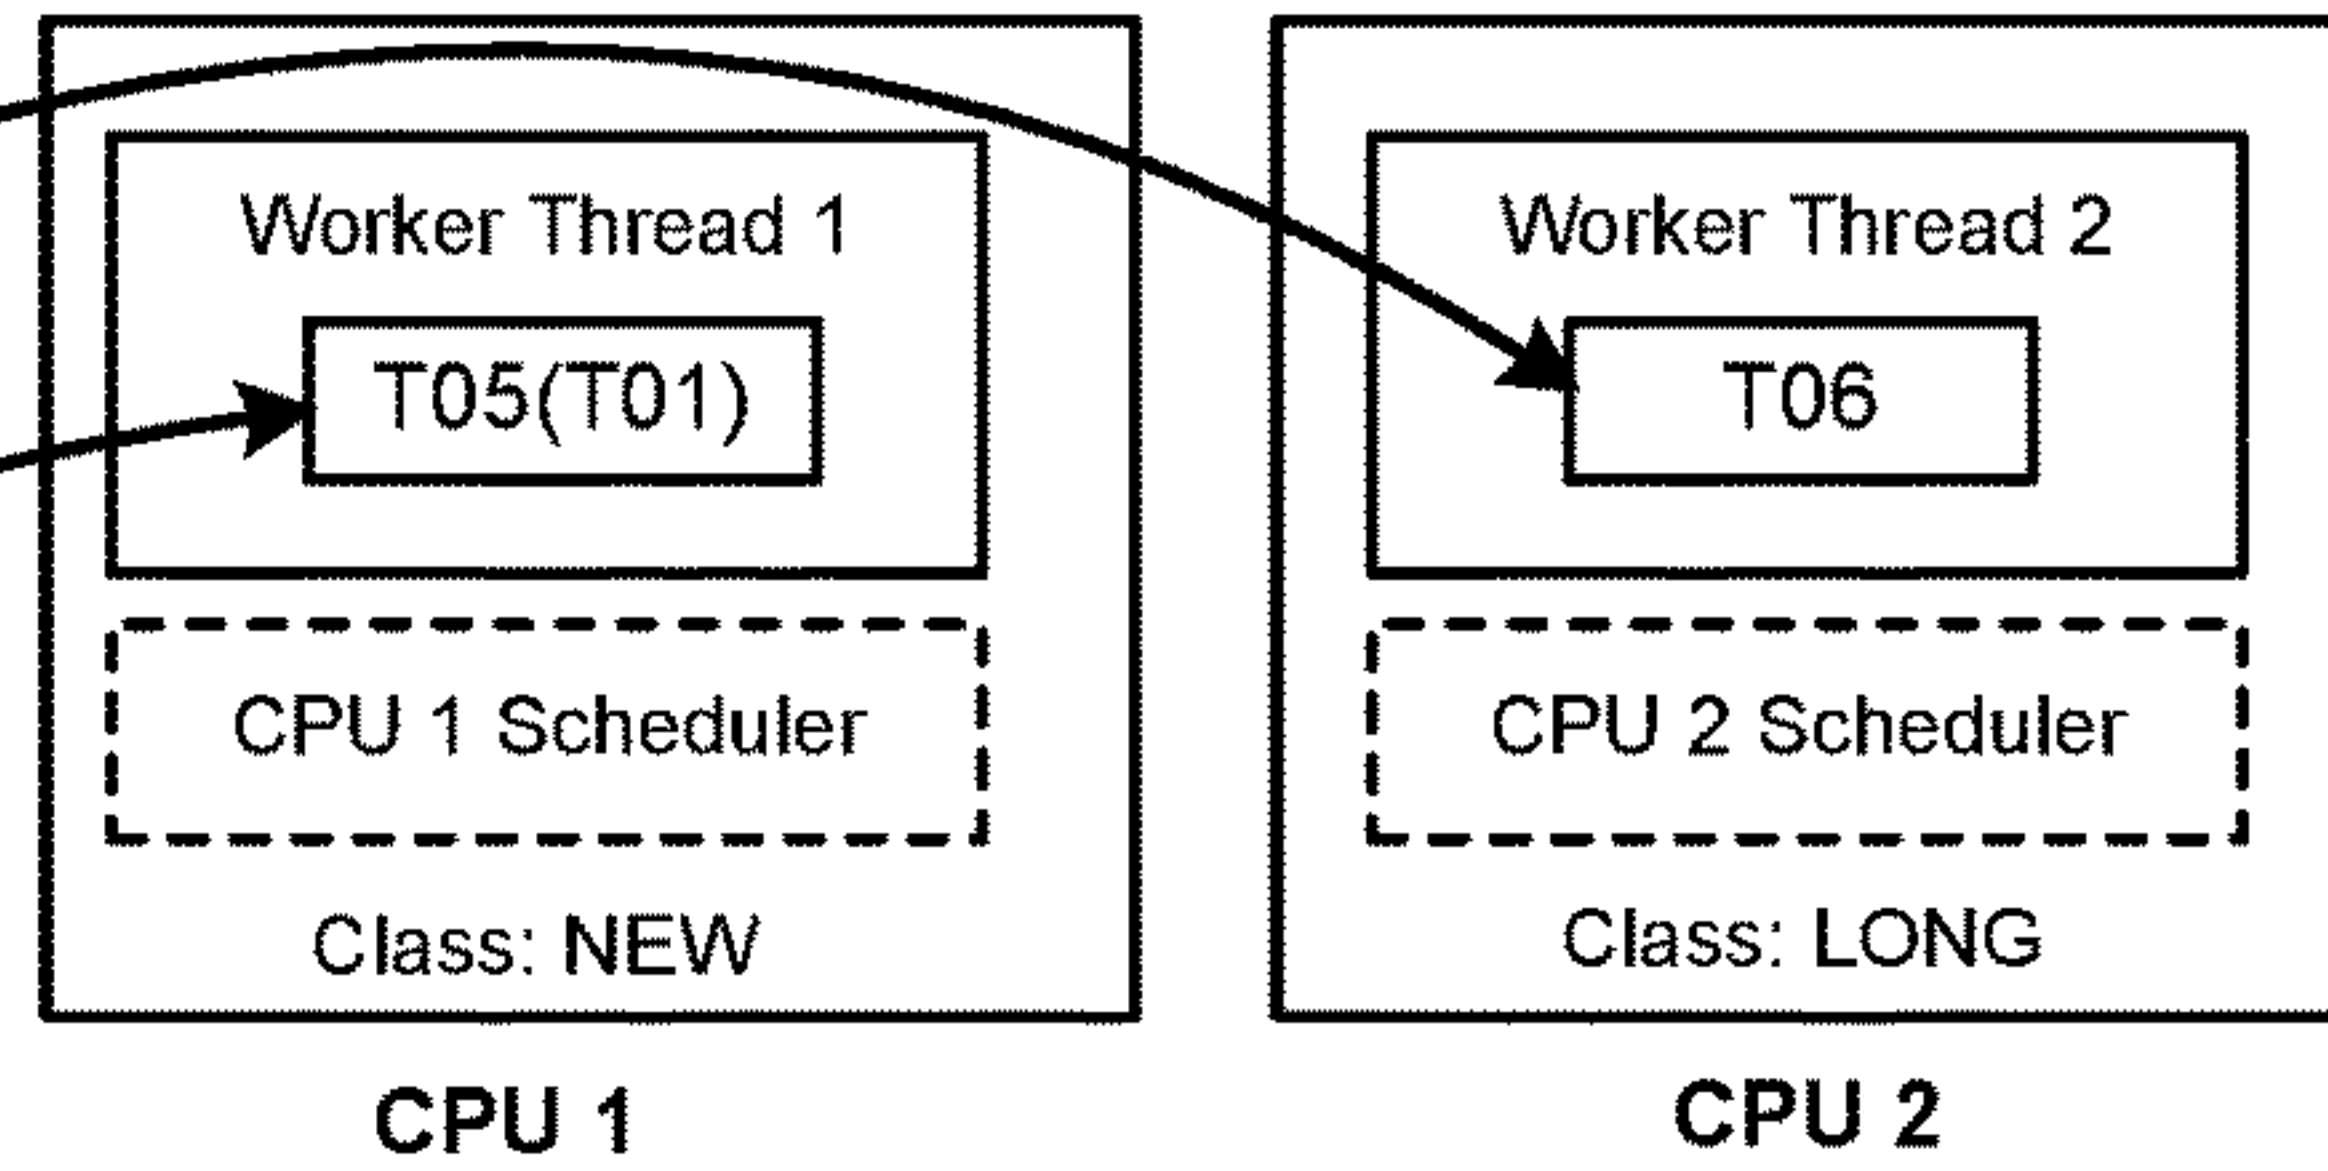 Worker Thread 1
T05(T01)
CPU 1 Scheduler
Class: NEW
CPU 1
Worker Thread 2
T06
CPU 2 Scheduler
Class: LONG
CPU 2